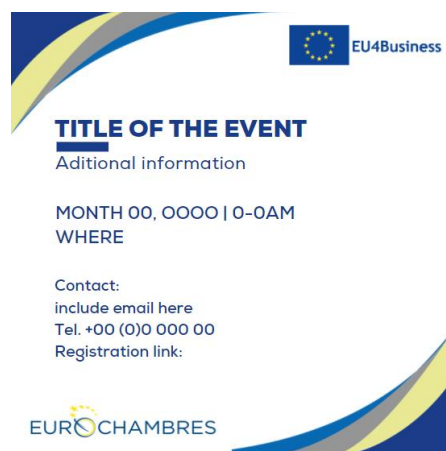 EU4Business
TITLE OF THE EVENT
Aditional information
MONTH 00, OOOO | 0-0AM
WHERE
Contact:
include email here
Tel. +00 (0)0 000 00
Registration link:
EUROCHAMBRES